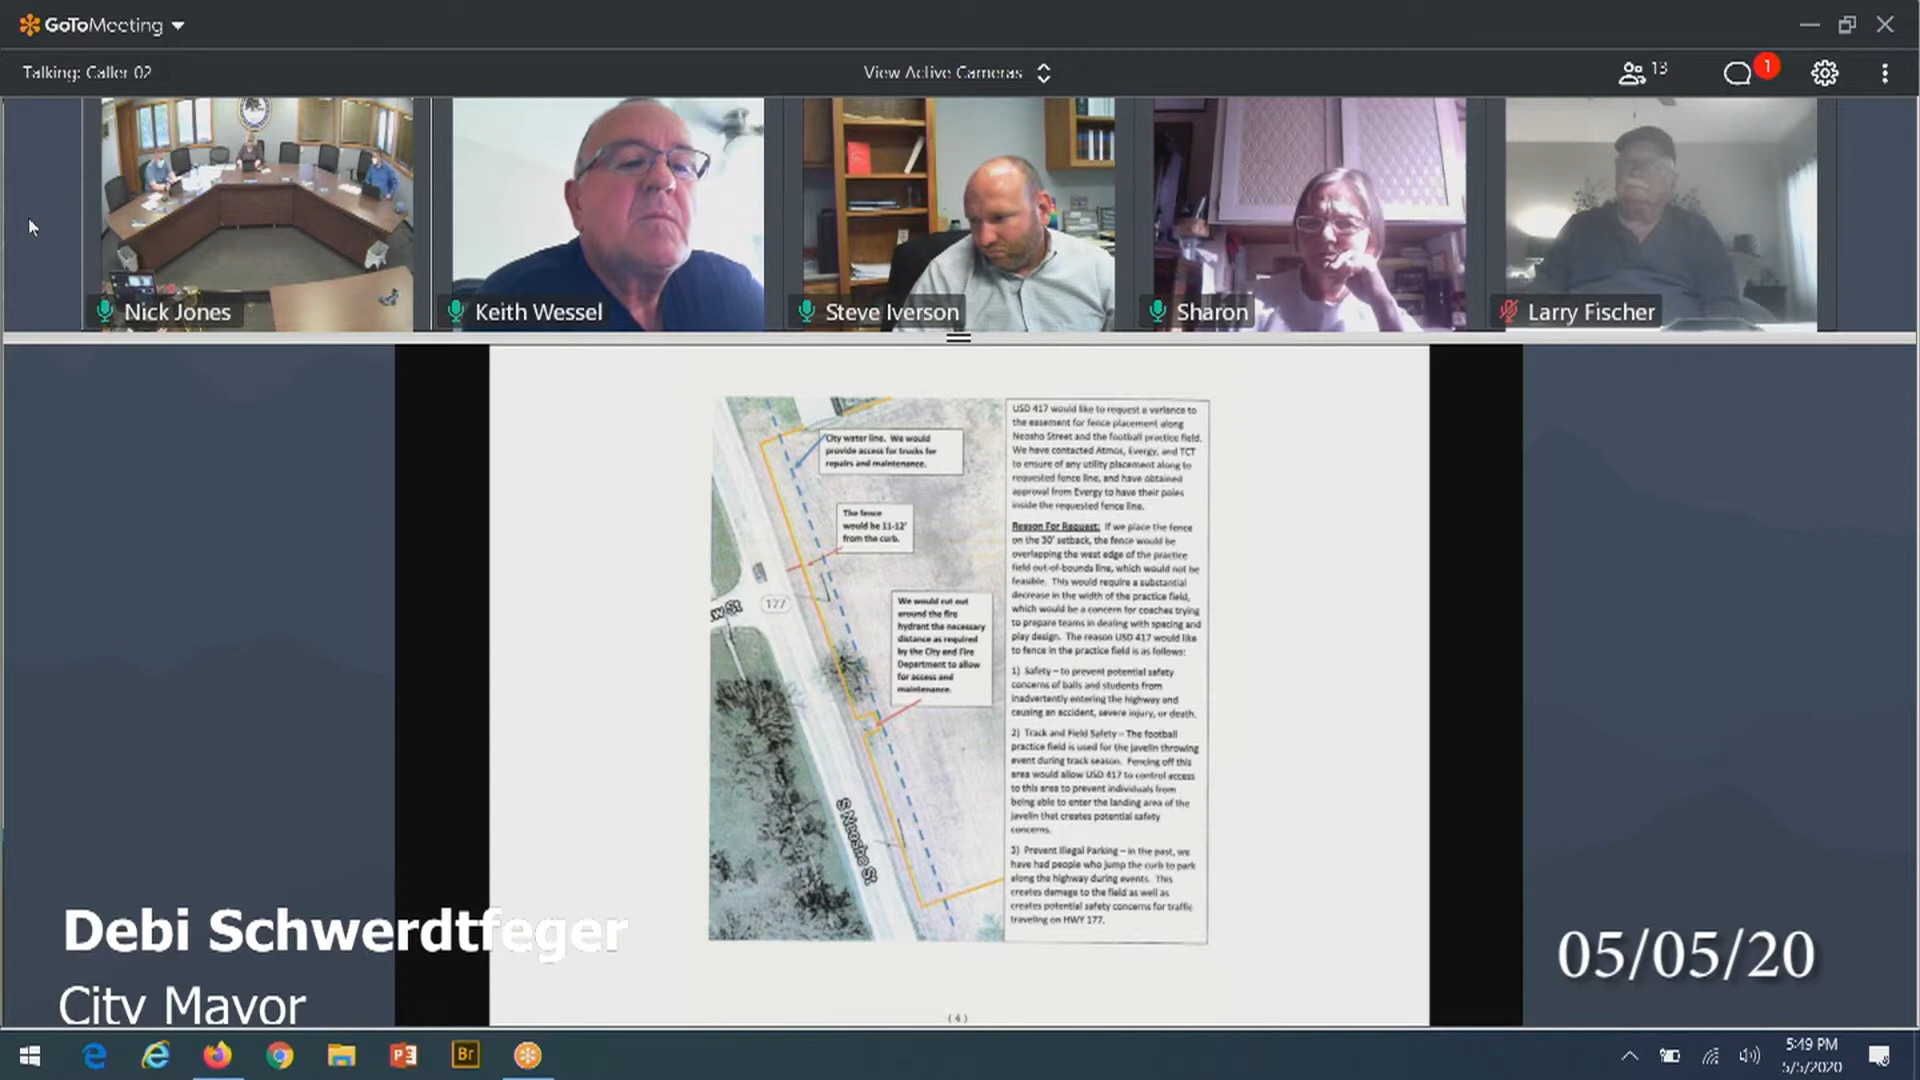 GoToMeeting
Talking: Caller 02
View Active Cameras
13
1
Nick Jones
Keith Wessel
Steve Iverson
Sharon
Larry Fischer
City water line. We would
provide access for trucks for
repairs and maintenance.
The fence
would be 11-12'
from the curb.
177
W St
We would cut out
around the fire
hydrant the necessary
distance as required
by the City and Fire
Department to allow
for access and
maintenance.
S Neosho St
USD 417 would like to request a variance to
the easement for fence placement along
Neosho Street and the football practice field.
We have contacted Atmos, Evergy, and TCT
to ensure of any utility placement along to
requested fence line, and have obtained
approval from Evergy to have their poles
inside the requested fence line.
Reason For Request: If we place the fence
on the 30' setback, the fence would be
overlapping the west edge of the practice
field out-of-bounds line, which would not be
feasible. This would require a substantial
decrease in the width of the practice field,
which would be a concern for coaches trying
to prepare teams in dealing with spacing and
play design. The reason USD 417 would like
to fence in the practice field is as follows:
1) Safety – to prevent potential safety
concerns of balls and students from
inadvertently entering the highway and
causing an accident, severe injury, or death.
2) Track and Field Safety – The football
practice field is used for the javelin throwing
event during track season. Fencing off this
area would allow USD 417 to control access
to this area to prevent individuals from
being able to enter the landing area of the
javelin that creates potential safety
concerns.
3) Prevent Illegal Parking – in the past, we
have had people who jump the curb to park
along the highway during events. This
creates damage to the field as well as
creates potential safety concerns for traffic
traveling on HWY 177.
(4)
Debi Schwerdtfeger
City Mayor
05/05/20
Br
5:49 PM
5/5/2020